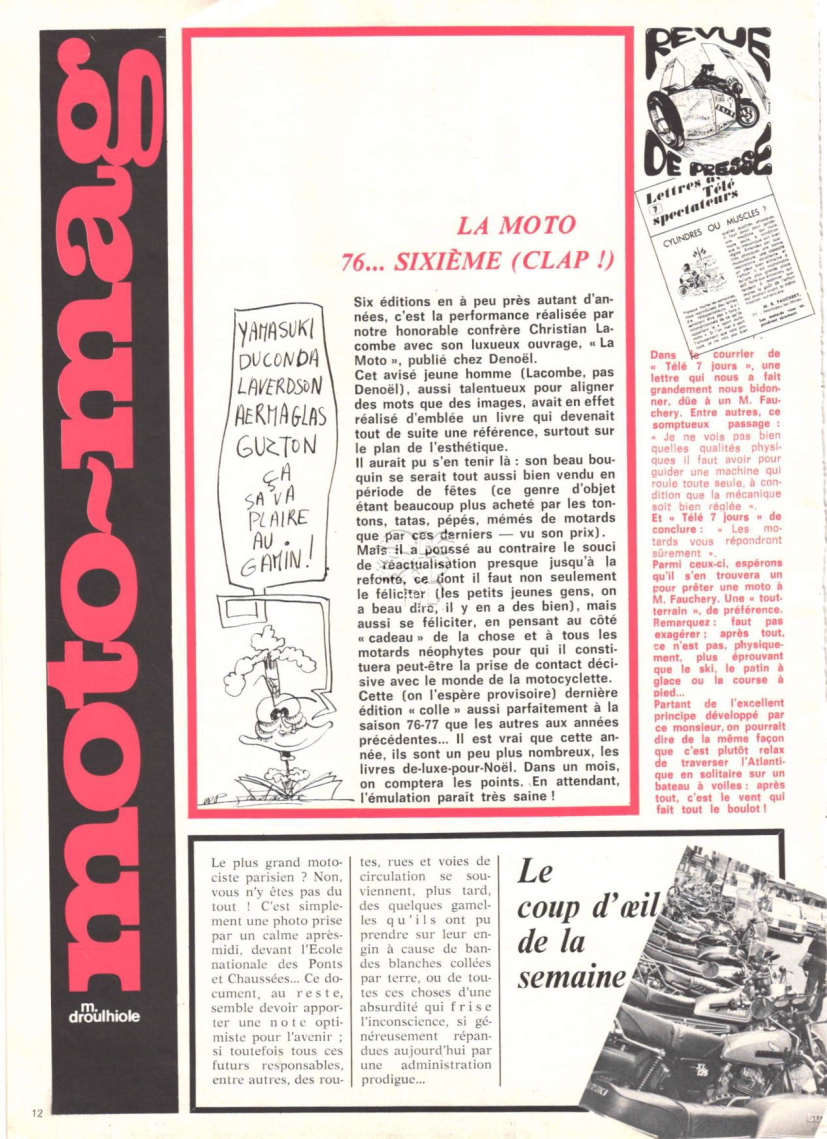 moto~mag
m.
droulhiole
LA MOTO
76... SIXIÈME (CLAP !)
YAMASUKI
DUCONDA
LAVERDSON
AERMAGLAS
GUZTON
ÇA
SA VA
PLAIRE
AU
GAMIN !
Six éditions en à peu près autant d'an-
nées, c'est la performance réalisée par
notre honorable confrère Christian La-
combe avec son luxueux ouvrage, « La
Moto », publié chez Denoël.
Cet avisé jeune homme (Lacombe, pas
Denoël), aussi talentueux pour aligner
des mots que des images, avait en effet
réalisé d'emblée un livre qui devenait
tout de suite une référence, surtout sur
le plan de l'esthétique.
Il aurait pu s'en tenir là : son beau bou-
quin se serait tout aussi bien vendu en
période de fêtes (ce genre d'objet
étant beaucoup plus acheté par les ton-
tons, tatas, pépés, mémés de motards
que par ces derniers — vu son prix).
Mais il a poussé au contraire le souci
de réactualisation presque jusqu'à la
refonte, ce dont il faut non seulement
le féliciter (les petits jeunes gens, on
a beau dire, il y en a des bien), mais
aussi se féliciter, en pensant au côté
« cadeau » de la chose et à tous les
motards néophytes pour qui il consti-
tuera peut-être la prise de contact déci-
sive avec le monde de la motocyclette.
Cette (on l'espère provisoire) dernière
édition « colle » aussi parfaitement à la
saison 76-77 que les autres aux années
précédentes... Il est vrai que cette an-
née, ils sont un peu plus nombreux, les
livres de-luxe-pour-Noël. Dans un mois,
on comptera les points. En attendant,
l'émulation parait très saine !
REVUE
DE PRESSE
Lettres
Télé
7
spectateurs
CYLINDRES OU MUSCLES ?
M. R. FAUCHERY,
Dans le courrier de
« Télé 7 jours », une
lettre qui nous a fait
grandement nous bidon-
ner, dûe à un M. Fau-
chery. Entre autres, ce
somptueux passage :
« Je ne vois pas bien
quelles qualités physi-
ques il faut avoir pour
guider une machine qui
roule toute seule, à con-
dition que la mécanique
soit bien réglée ».
Et « Télé 7 jours » de
conclure : « Les mo-
tards vous répondront
sûrement ».
Parmi ceux-ci, espérons
qu'il s'en trouvera un
pour prêter une moto à
M. Fauchery. Une « tout-
terrain », de préférence.
Remarquez : faut pas
exagérer : après tout,
ce n'est pas, physique-
ment, plus éprouvant
que le ski, le patin à
glace ou la course à
pied...
Partant de l'excellent
principe développé par
ce monsieur, on pourrait
dire de la même façon
que c'est plutôt relax
de traverser l'Atlanti-
que en solitaire sur un
bateau à voiles : après
tout, c'est le vent qui
fait tout le boulot !
Le plus grand moto-
ciste parisien ? Non,
vous n'y êtes pas du
tout ! C'est simple-
ment une photo prise
par un calme après-
midi, devant l'Ecole
nationale des Ponts
et Chaussées... Ce do-
cument, au reste,
semble devoir appor-
ter une note opti-
miste pour l'avenir ;
si toutefois tous ces
futurs responsables,
entre autres, des rou-
tes, rues et voies de
circulation se sou-
viennent, plus tard,
des quelques gamel-
les qu'ils ont pu
prendre sur leur en-
gin à cause de ban-
des blanches collées
par terre, ou de tou-
tes ces choses d'une
absurdité qui frise
l'inconscience, si gé-
néreusement répan-
dues aujourd'hui par
une administration
prodigue...
Le
coup d'œil
de la
semaine
12